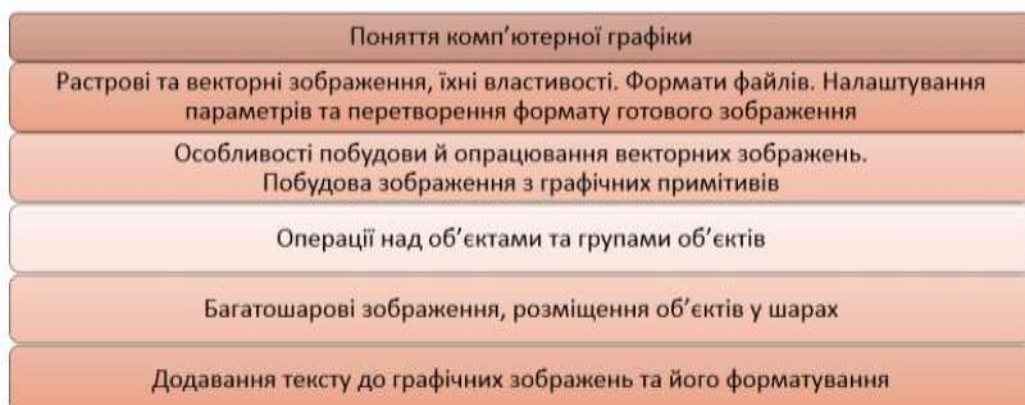 Поняття комп’ютерної графіки
Растрові та векторні зображення, їхні властивості. Формати файлів. Налаштування
параметрів та перетворення формату готового зображення
Особливості побудови й опрацювання векторних зображень.
Побудова зображення з графічних примітивів
Операції над об’єктами та групами об’єктів
Багатошарові зображення, розміщення об’єктів у шарах
Додавання тексту до графічних зображень та його форматування